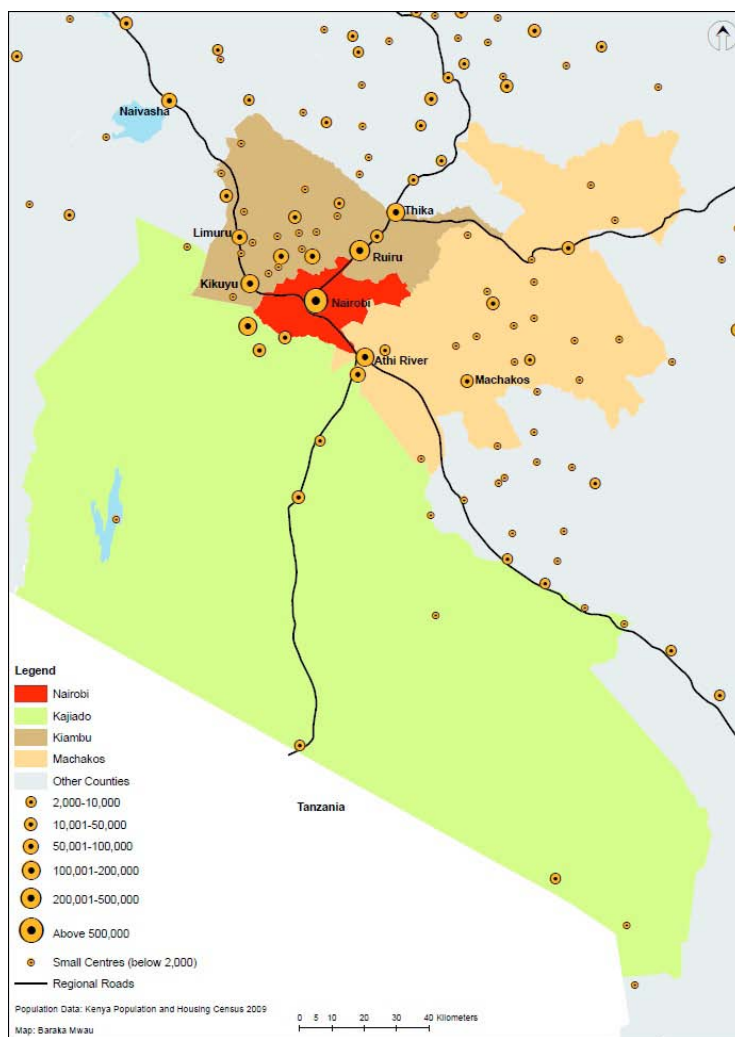 Naivasha
Thika
Limuru
Ruiru
Kikuyu
Nairobi
Athi River
Machakos
Legend
Nairobi
Kajiado
Kiambu
Machakos
Other Counties
2,000-10,000
10,001-50,000
50,001-100,000
100,001-200,000
200,001-500,000
Above 500,000
Small Centres (below 2,000)
Regional Roads
Tanzania
Population Data: Kenya Population and Housing Census 2009
Map: Baraka Mwau
0 5 10 20 30 40 Kilometers